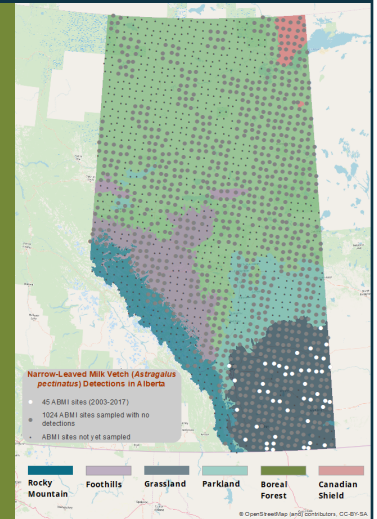 Narrow-Leaved Milk Vetch (Astragalus
pectinatus) Detections in Alberta
45 ABMI sites (2003-2017)
1024 ABMI sites sampled with no
detections
ABMI sites not yet sampled
Rocky
Mountain
Foothills
Grassland
Parkland
Boreal
Forest
Canadian
Shield
© OpenStreetMap (and) contributors, CC-BY-SA